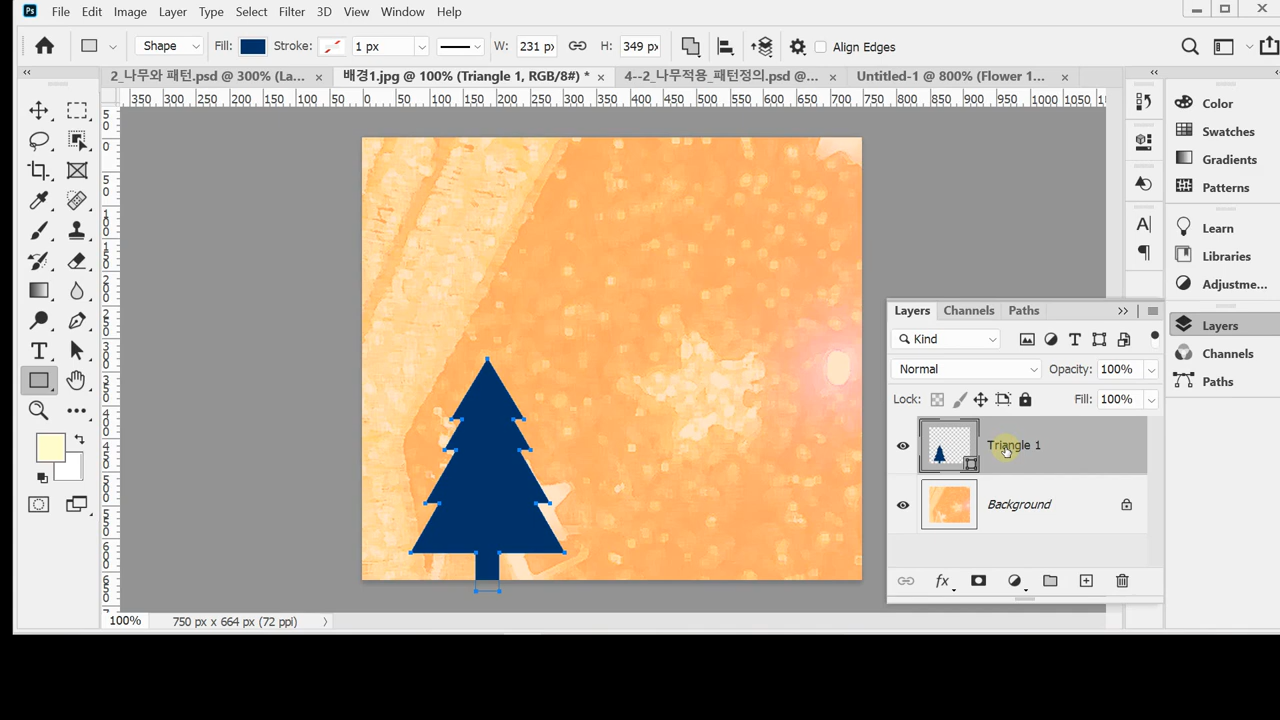 Ps File Edit Image Layer Type Select Filter 3D View Window Help
Shape Fill: Stroke: 1 px W: 231 px H: 349 px Align Edges
2_나무와 패턴.psd @ 300% (La... × 배경1.jpg @ 100% (Triangle 1, RGB/8#) * × 4--2_나무적용_패턴정의.psd @... × Untitled-1 @ 800% (Flower 1... ×
350 300 250 200 150 100 50 0 50 100 150 200 250 300 350 400 450 500 550 600 650 700 750 800 850 900 950 1000 1050
Color
Swatches
Gradients
Patterns
Learn
Libraries
Adjustme...
Layers
Channels
Paths
Layers Channels Paths
Kind
Normal Opacity: 100%
Lock: Fill: 100%
Triangle 1
Background
fx
100% 750 px x 664 px (72 ppi)